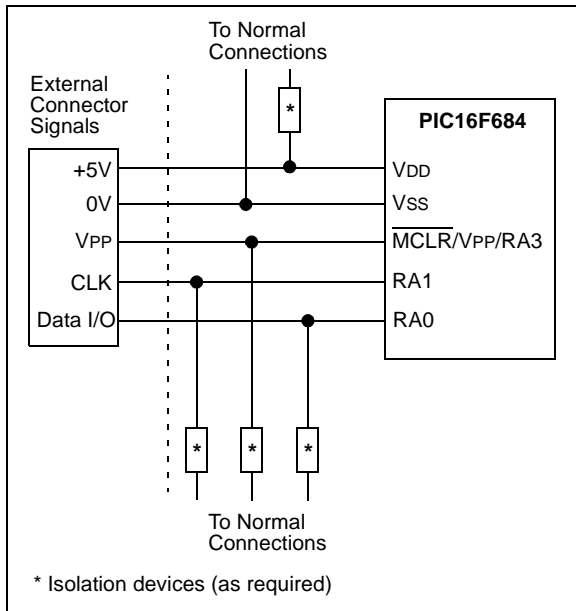 To Normal
Connections
External
Connector
Signals
*
PIC16F684
+5V
VDD
0V
VSS
VPP
MCLR/VPP/RA3
CLK
RA1
Data I/O
RA0
*
*
*
To Normal
Connections
* Isolation devices (as required)